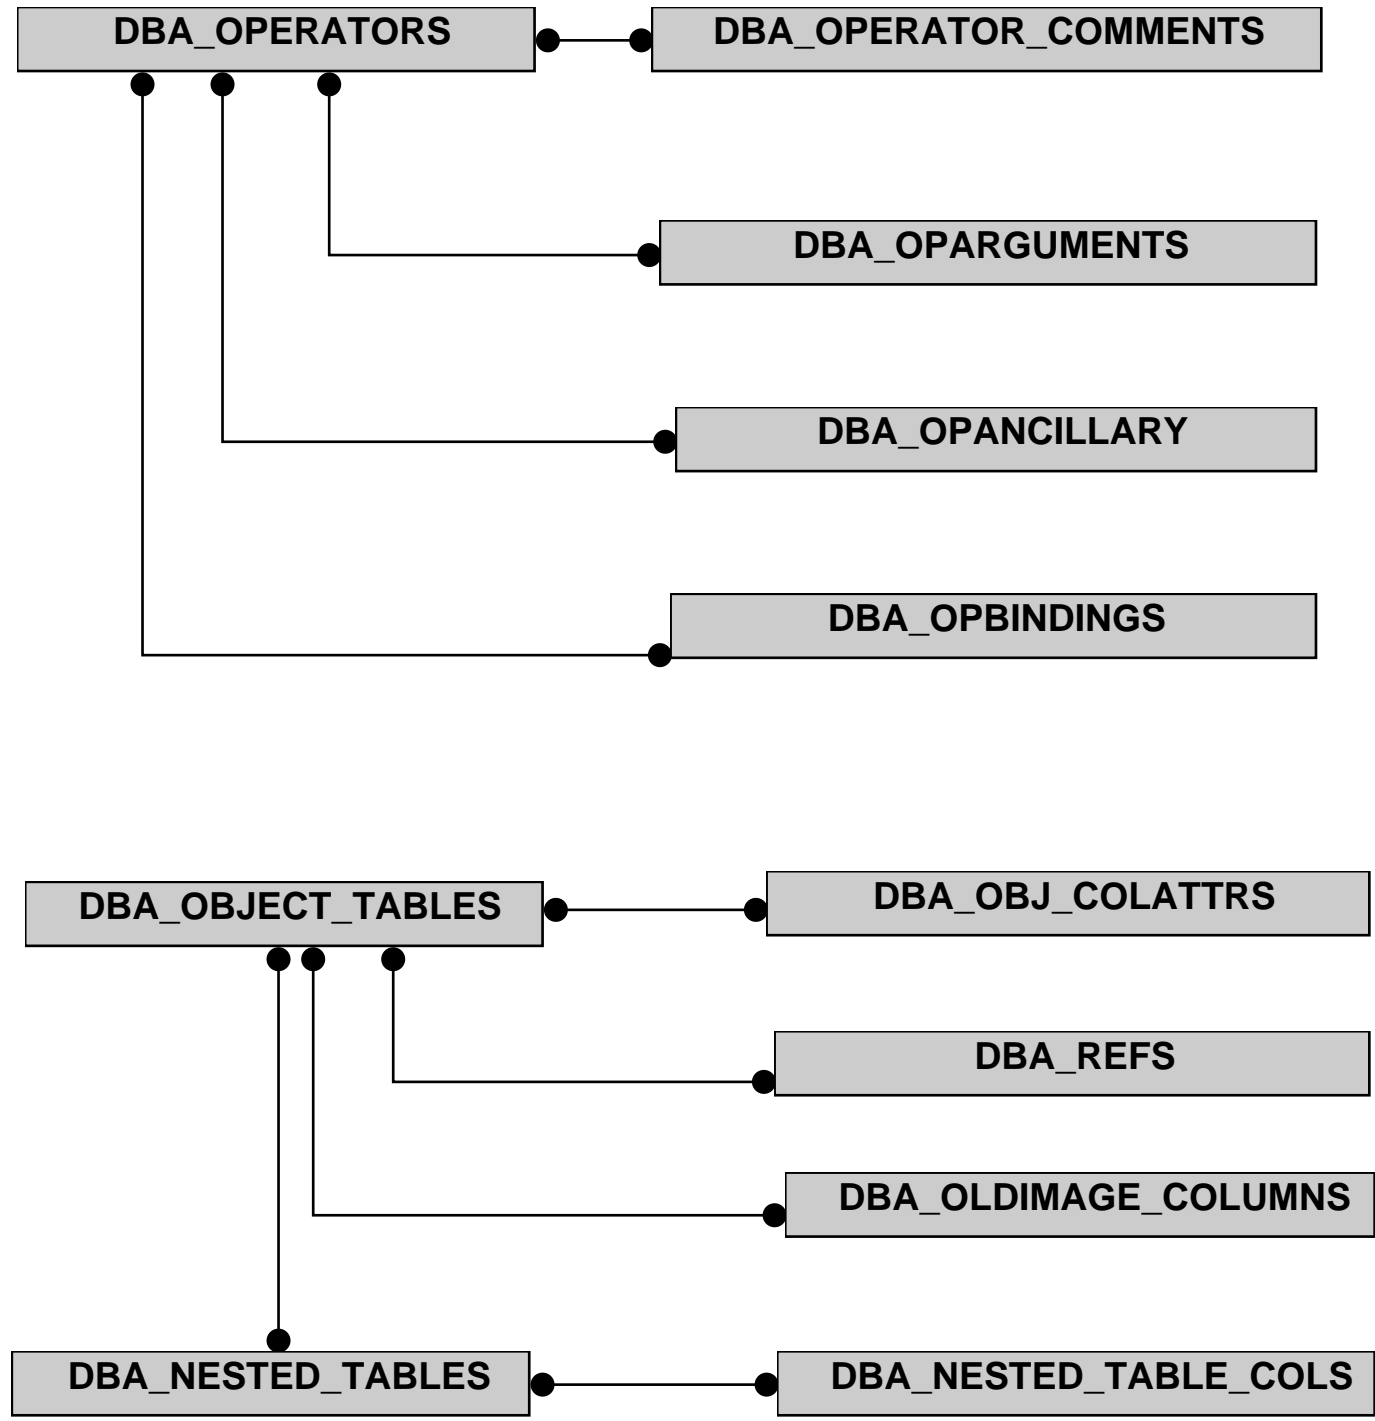 DBA_OPERATORS
DBA_OPERATOR_COMMENTS
DBA_OPARGUMENTS
DBA_OPANCILLARY
DBA_OPBINDINGS
DBA_OBJECT_TABLES
DBA_OBJ_COLATTRS
DBA_REFS
DBA_OLDIMAGE_COLUMNS
DBA_NESTED_TABLES
DBA_NESTED_TABLE_COLS